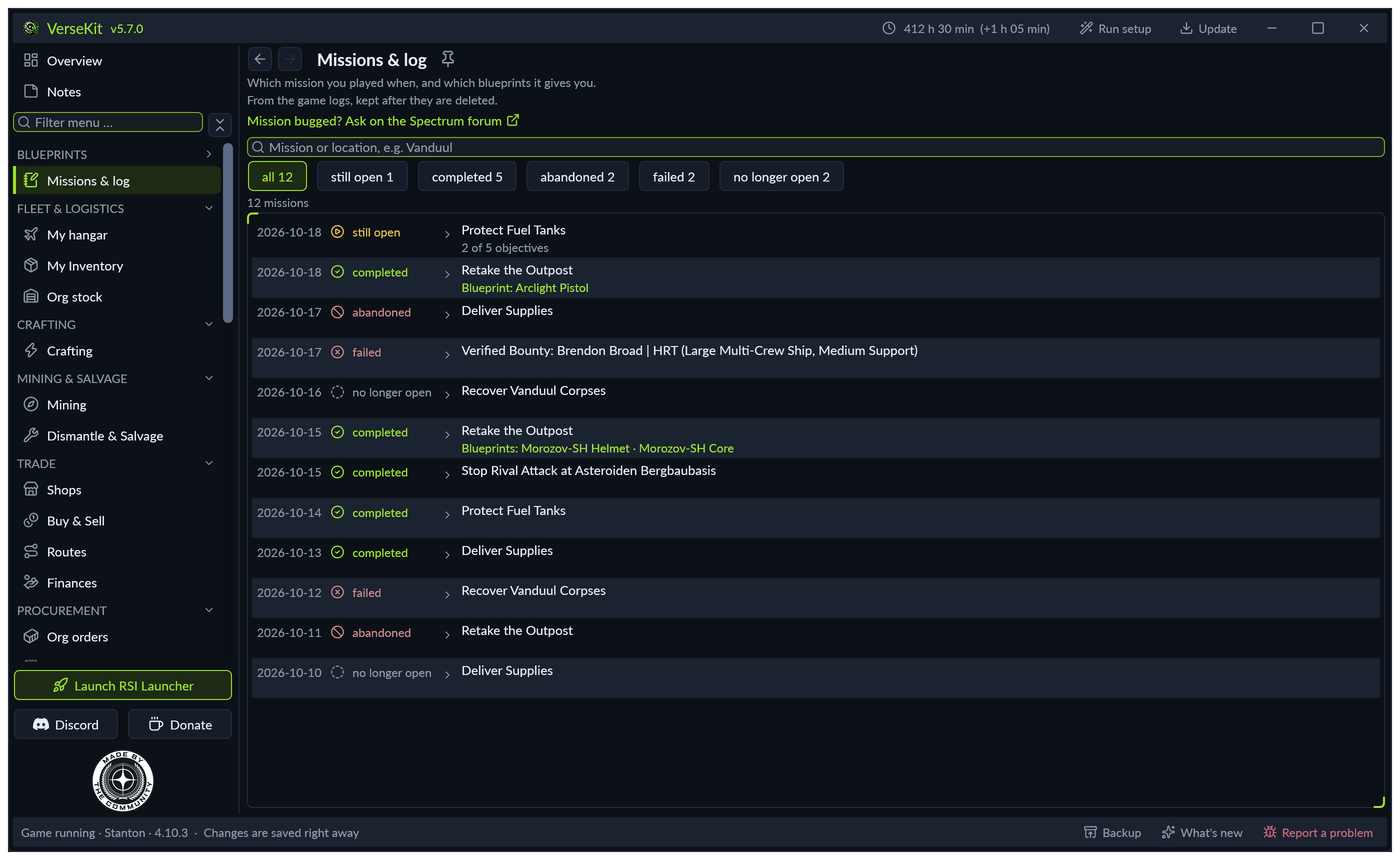 VerseKit v5.7.0
412 h 30 min (+1 h 05 min)
Run setup
Update
Overview
Notes
Filter menu ...
BLUEPRINTS
Missions & log
FLEET & LOGISTICS
My hangar
My Inventory
Org stock
CRAFTING
Crafting
MINING & SALVAGE
Mining
Dismantle & Salvage
TRADE
Shops
Buy & Sell
Routes
Finances
PROCUREMENT
Org orders
Launch RSI Launcher
Discord
Donate
MADE BY
THE COMMUNITY
Missions & log
Which mission you played when, and which blueprints it gives you.
From the game logs, kept after they are deleted.
Mission bugged? Ask on the Spectrum forum
Mission or location, e.g. Vanduul
all 12
still open 1
completed 5
abandoned 2
failed 2
no longer open 2
12 missions
2026-10-18 still open Protect Fuel Tanks
2 of 5 objectives
2026-10-18 completed Retake the Outpost
Blueprint: Arclight Pistol
2026-10-17 abandoned Deliver Supplies
2026-10-17 failed Verified Bounty: Brendon Broad | HRT (Large Multi-Crew Ship, Medium Support)
2026-10-16 no longer open Recover Vanduul Corpses
2026-10-15 completed Retake the Outpost
Blueprints: Morozov-SH Helmet · Morozov-SH Core
2026-10-15 completed Stop Rival Attack at Asteroiden Bergbaubasis
2026-10-14 completed Protect Fuel Tanks
2026-10-13 completed Deliver Supplies
2026-10-12 failed Recover Vanduul Corpses
2026-10-11 abandoned Retake the Outpost
2026-10-10 no longer open Deliver Supplies
Game running · Stanton · 4.10.3 · Changes are saved right away
Backup
What's new
Report a problem